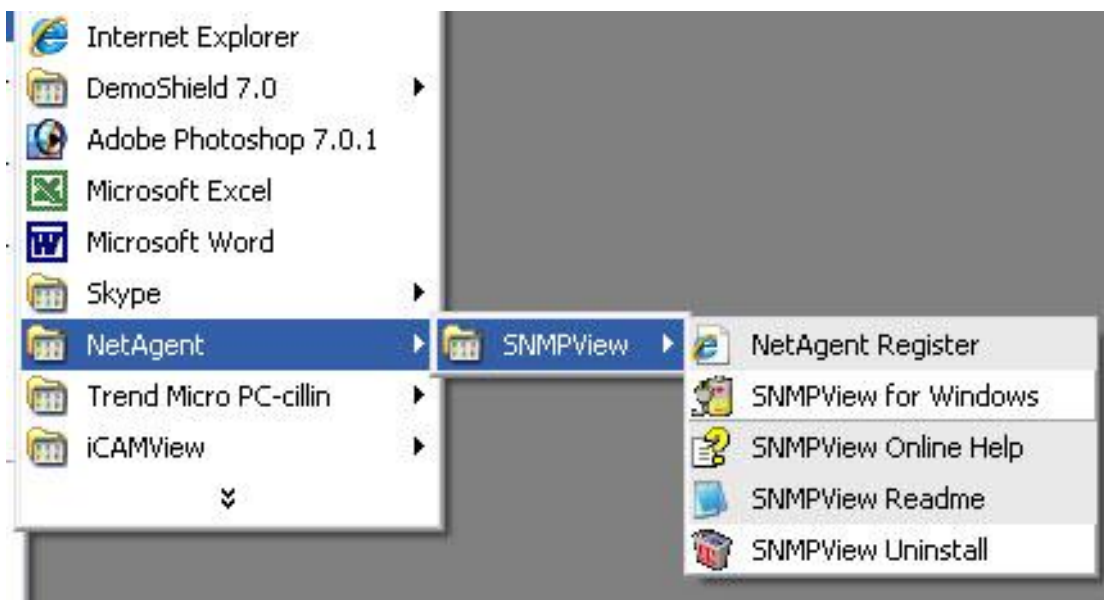 Internet Explorer
DemoShield 7.0
Adobe Photoshop 7.0.1
Microsoft Excel
Microsoft Word
Skype
NetAgent
Trend Micro PC-cillin
iCAMView
SNMPView
NetAgent Register
SNMPView for Windows
SNMPView Online Help
SNMPView Readme
SNMPView Uninstall